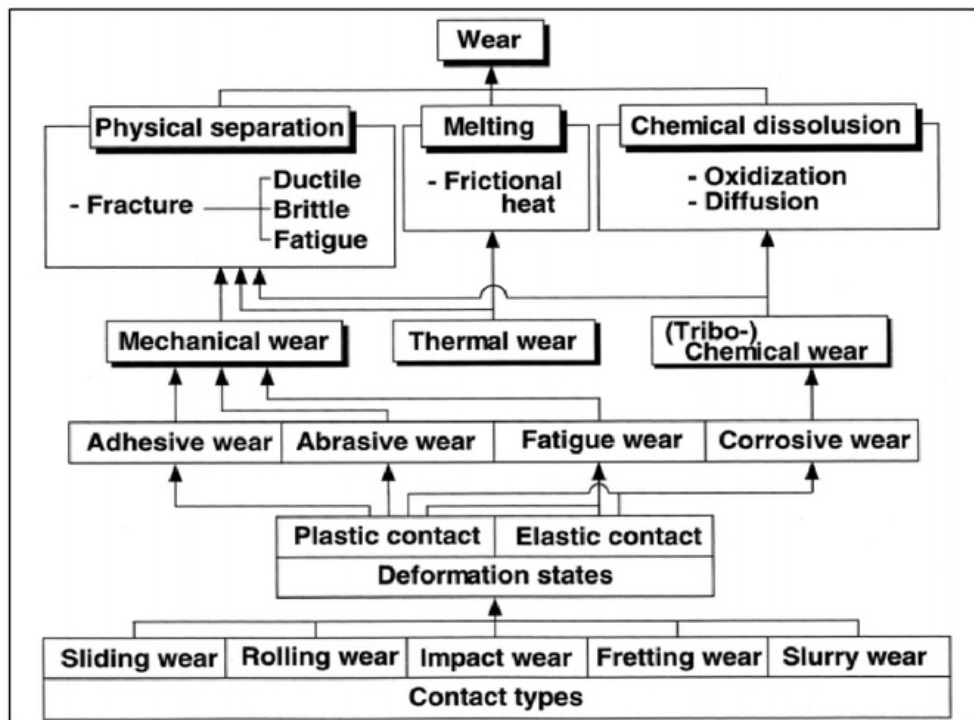 Wear
Physical separation
Melting
Chemical dissolusion
- Fracture
Ductile
Brittle
Fatigue
- Frictional
heat
- Oxidization
- Diffusion
Mechanical wear
Thermal wear
(Tribo-)
Chemical wear
Adhesive wear
Abrasive wear
Fatigue wear
Corrosive wear
Plastic contact
Elastic contact
Deformation states
Sliding wear
Rolling wear
Impact wear
Fretting wear
Slurry wear
Contact types